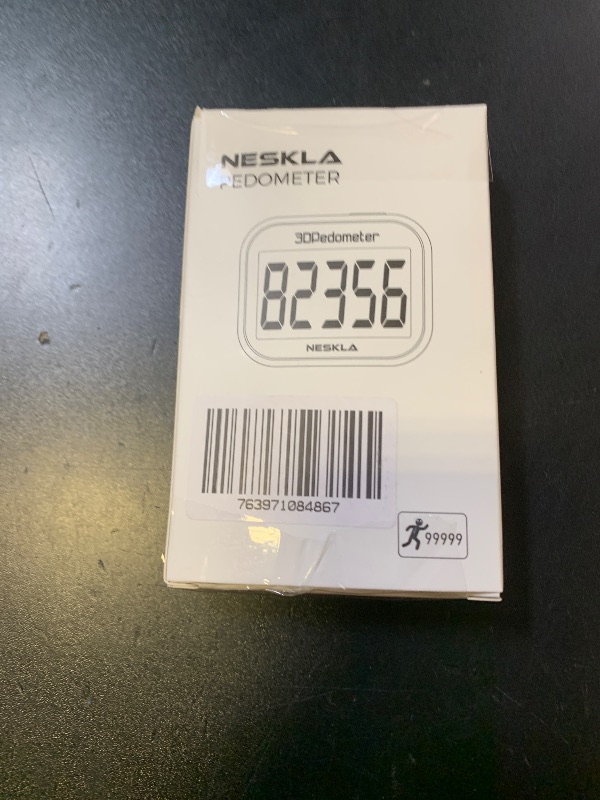 NESKLA
PEDOMETER
3DPedometer
82356
NESKLA
763971084867
99999